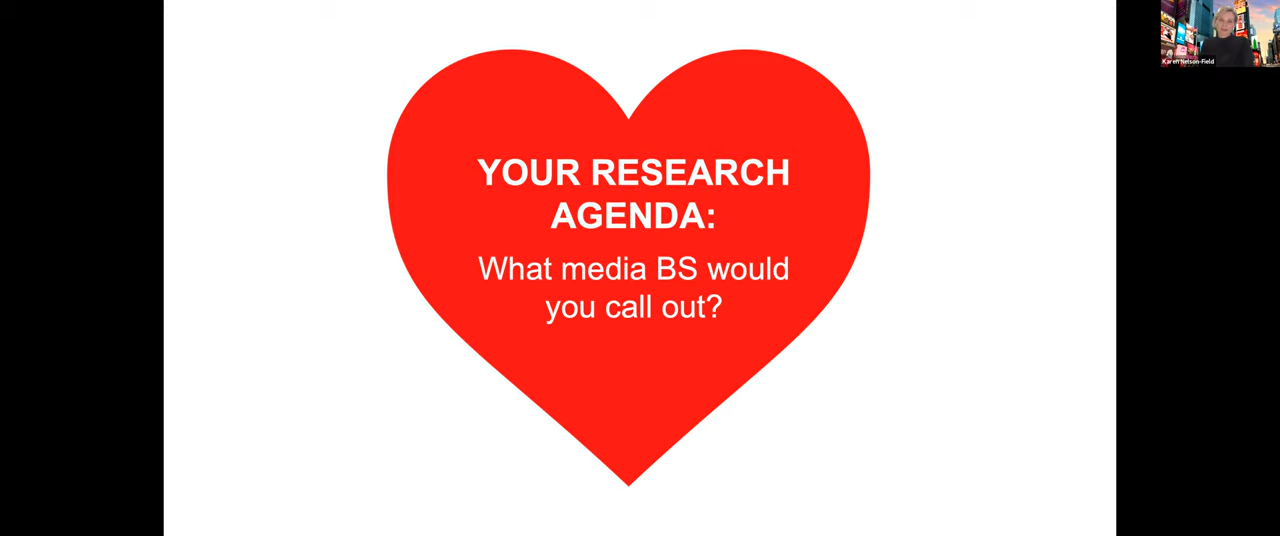 YOUR RESEARCH
AGENDA:
What media BS would
you call out?
Karen Nelson-Field